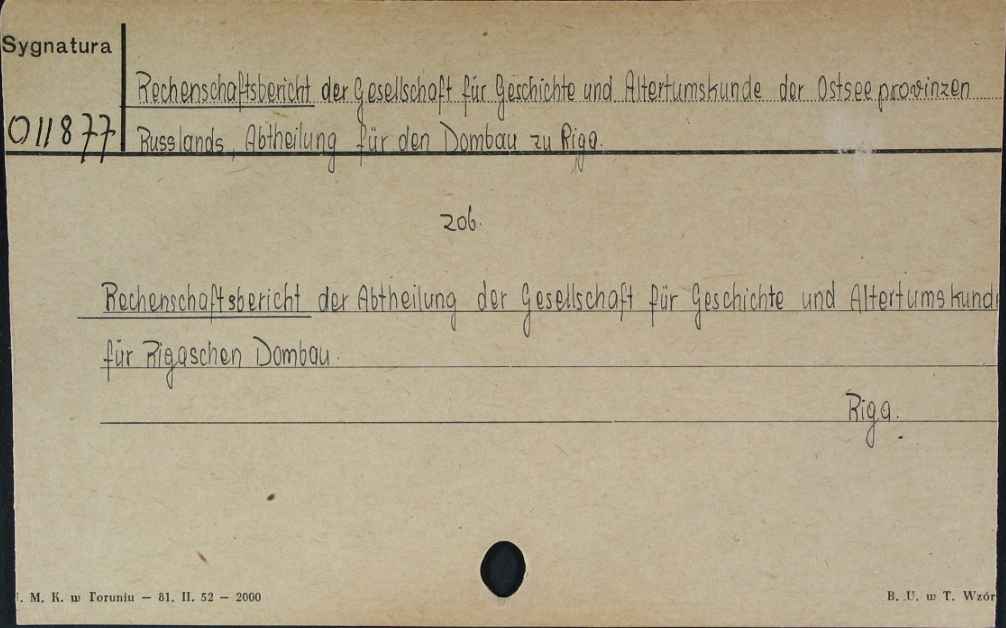 Sygnatura
Rechenschaftsbericht der Gesellschaft für Geschichte und Altertumskunde der Ostseeprovinzen
011877 Russlands, Abtheilung für den Dombau zu Riga.
zob.
Rechenschaftsbericht der Abtheilung der Gesellschaft für Geschichte und Altertumskund
für Rigaschen Dombau.
Riga.
. M. K. w Toruniu — 81. II. 52 — 2000
B. U. w T. Wzór